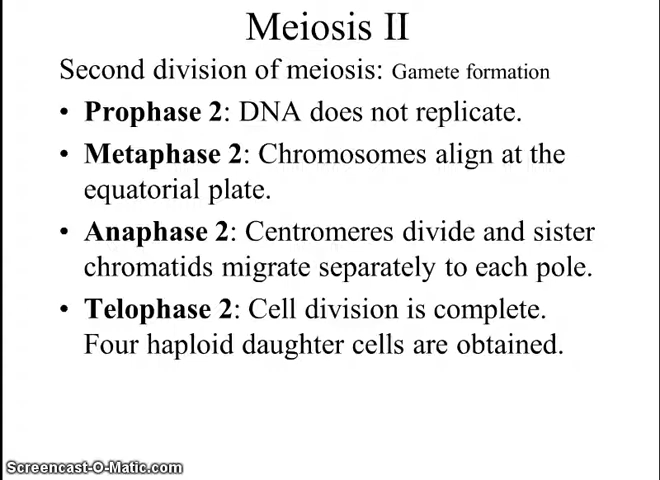 Meiosis II
Second division of meiosis: Gamete formation
• Prophase 2: DNA does not replicate.
• Metaphase 2: Chromosomes align at the
equatorial plate.
• Anaphase 2: Centromeres divide and sister
chromatids migrate separately to each pole.
• Telophase 2: Cell division is complete.
Four haploid daughter cells are obtained.
Screencast-O-Matic.com